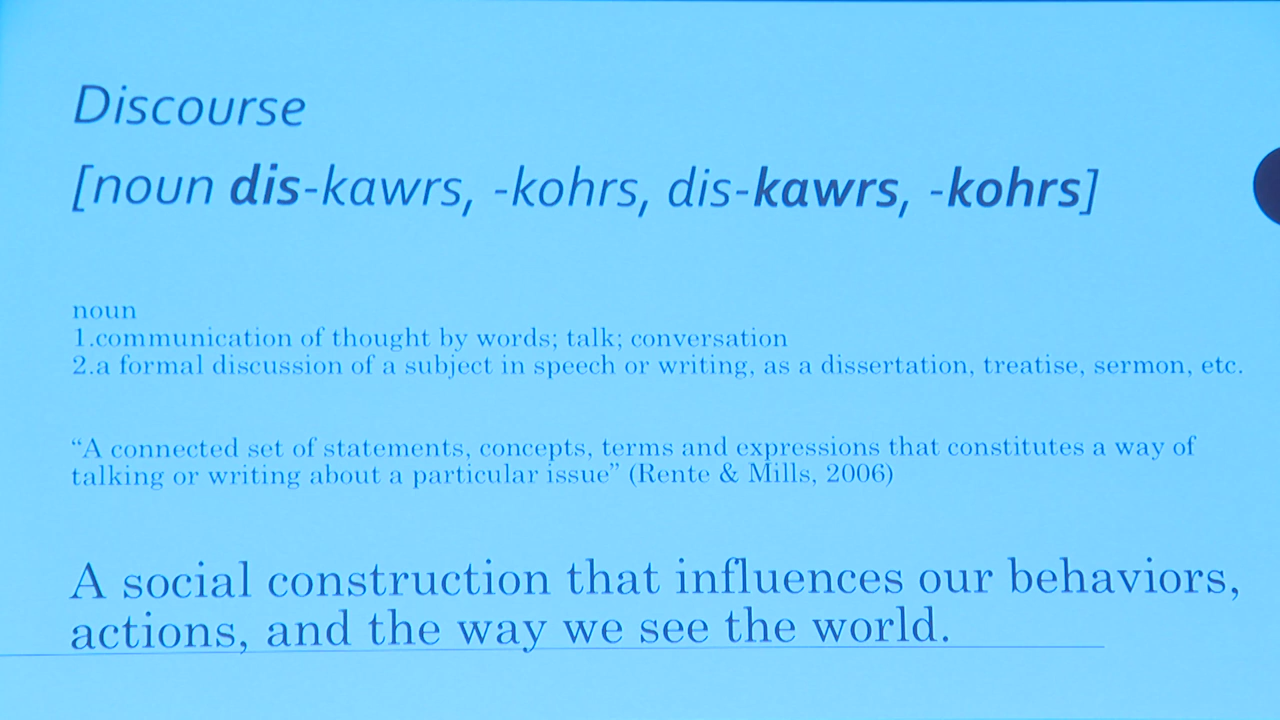 Discourse
[noun dis-kawrs, -kohrs, dis-kawrs, -kohrs]
noun
1.communication of thought by words; talk; conversation
2.a formal discussion of a subject in speech or writing, as a dissertation, treatise, sermon, etc.
“A connected set of statements, concepts, terms and expressions that constitutes a way of
talking or writing about a particular issue” (Rente & Mills, 2006)
A social construction that influences our behaviors,
actions, and the way we see the world.